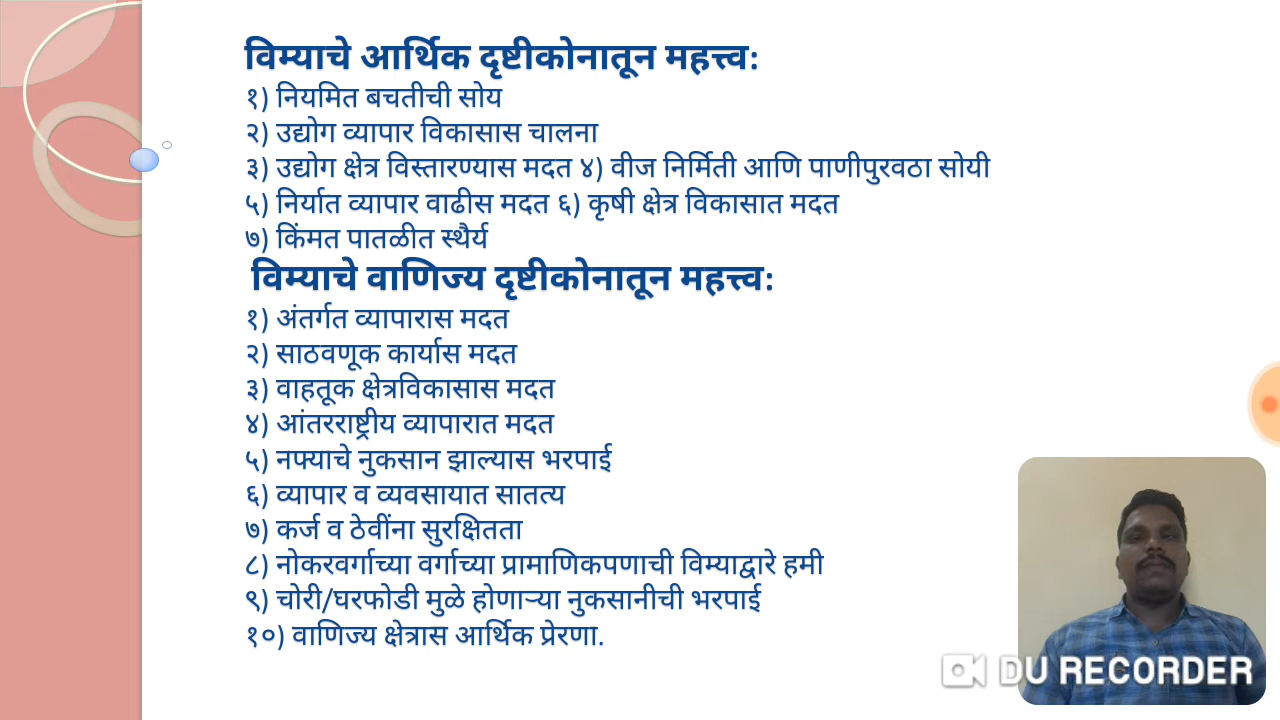 विम्याचे आर्थिक दृष्टीकोनातून महत्त्व:
१) नियमित बचतीची सोय
२) उद्योग व्यापार विकासास चालना
३) उद्योग क्षेत्र विस्तारण्यास मदत ४) वीज निर्मिती आणि पाणीपुरवठा सोयी
५) निर्यात व्यापार वाढीस मदत ६) कृषी क्षेत्र विकासात मदत
७) किंमत पातळीत स्थैर्य
विम्याचे वाणिज्य दृष्टीकोनातून महत्त्व:
१) अंतर्गत व्यापारास मदत
२) साठवणूक कार्यास मदत
३) वाहतूक क्षेत्रविकासास मदत
४) आंतरराष्ट्रीय व्यापारात मदत
५) नफ्याचे नुकसान झाल्यास भरपाई
६) व्यापार व व्यवसायात सातत्य
७) कर्ज व ठेवींना सुरक्षितता
८) नोकरवर्गाच्या वर्गाच्या प्रामाणिकपणाची विम्याद्वारे हमी
९) चोरी/घरफोडी मुळे होणाऱ्या नुकसानीची भरपाई
१०) वाणिज्य क्षेत्रास आर्थिक प्रेरणा.
DU RECORDER